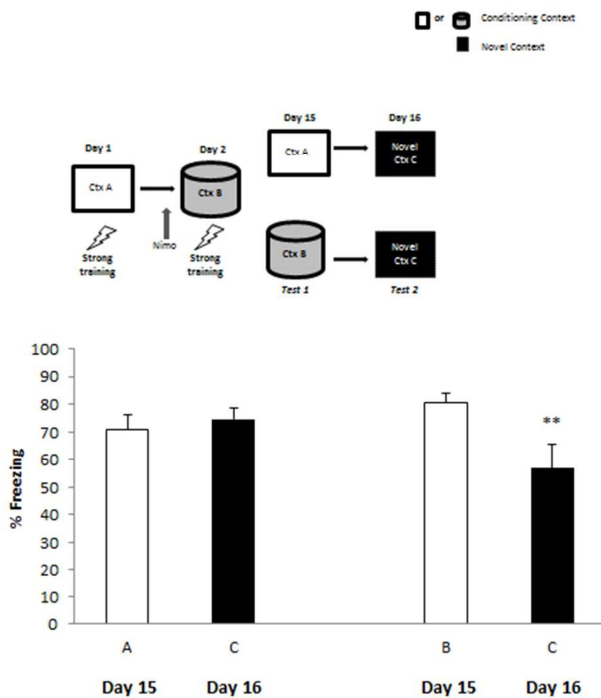 or Conditioning Context
Novel Context
Day 1 Day 2 Day 15 Day 16
Ctx A Ctx B Ctx A Novel
Ctx C
Nimo
Strong
training
Strong
training
Ctx B Novel
Ctx C
Test 1 Test 2
% Freezing
100
90
80
70
60
50
40
30
20
10
0
**
A C B C
Day 15 Day 16 Day 15 Day 16